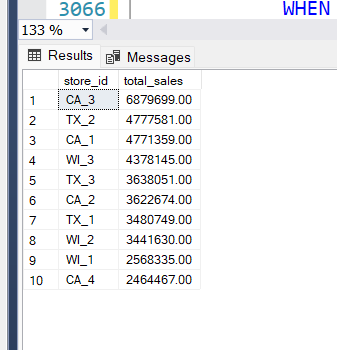 3066 WHEN
133 %
Results Messages
store_id total_sales
1 CA_3 6879699.00
2 TX_2 4777581.00
3 CA_1 4771359.00
4 WI_3 4378145.00
5 TX_3 3638051.00
6 CA_2 3622674.00
7 TX_1 3480749.00
8 WI_2 3441630.00
9 WI_1 2568335.00
10 CA_4 2464467.00